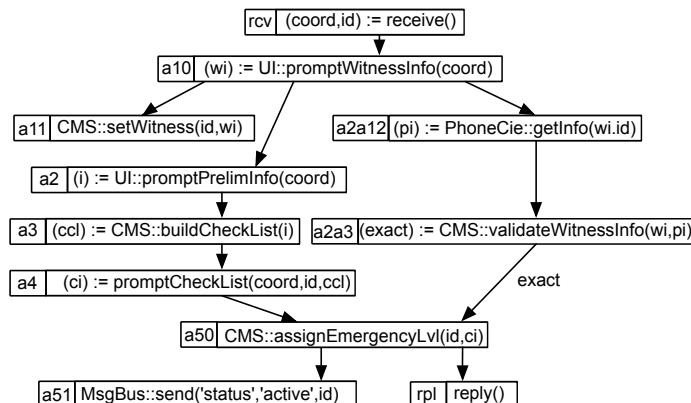 rcv (coord,id) := receive()
a10 (wi) := UI::promptWitnessInfo(coord)
a11 CMS::setWitness(id,wi)
a2a12 (pi) := PhoneCie::getInfo(wi.id)
a2 (i) := UI::promptPrelimInfo(coord)
a3 (ccl) := CMS::buildCheckList(i)
a2a3 (exact) := CMS::validateWitnessInfo(wi,pi)
a4 (ci) := promptCheckList(coord,id,ccl)
exact
a50 CMS::assignEmergencyLvl(id,ci)
a51 MsgBus::send('status','active',id)
rpl reply()